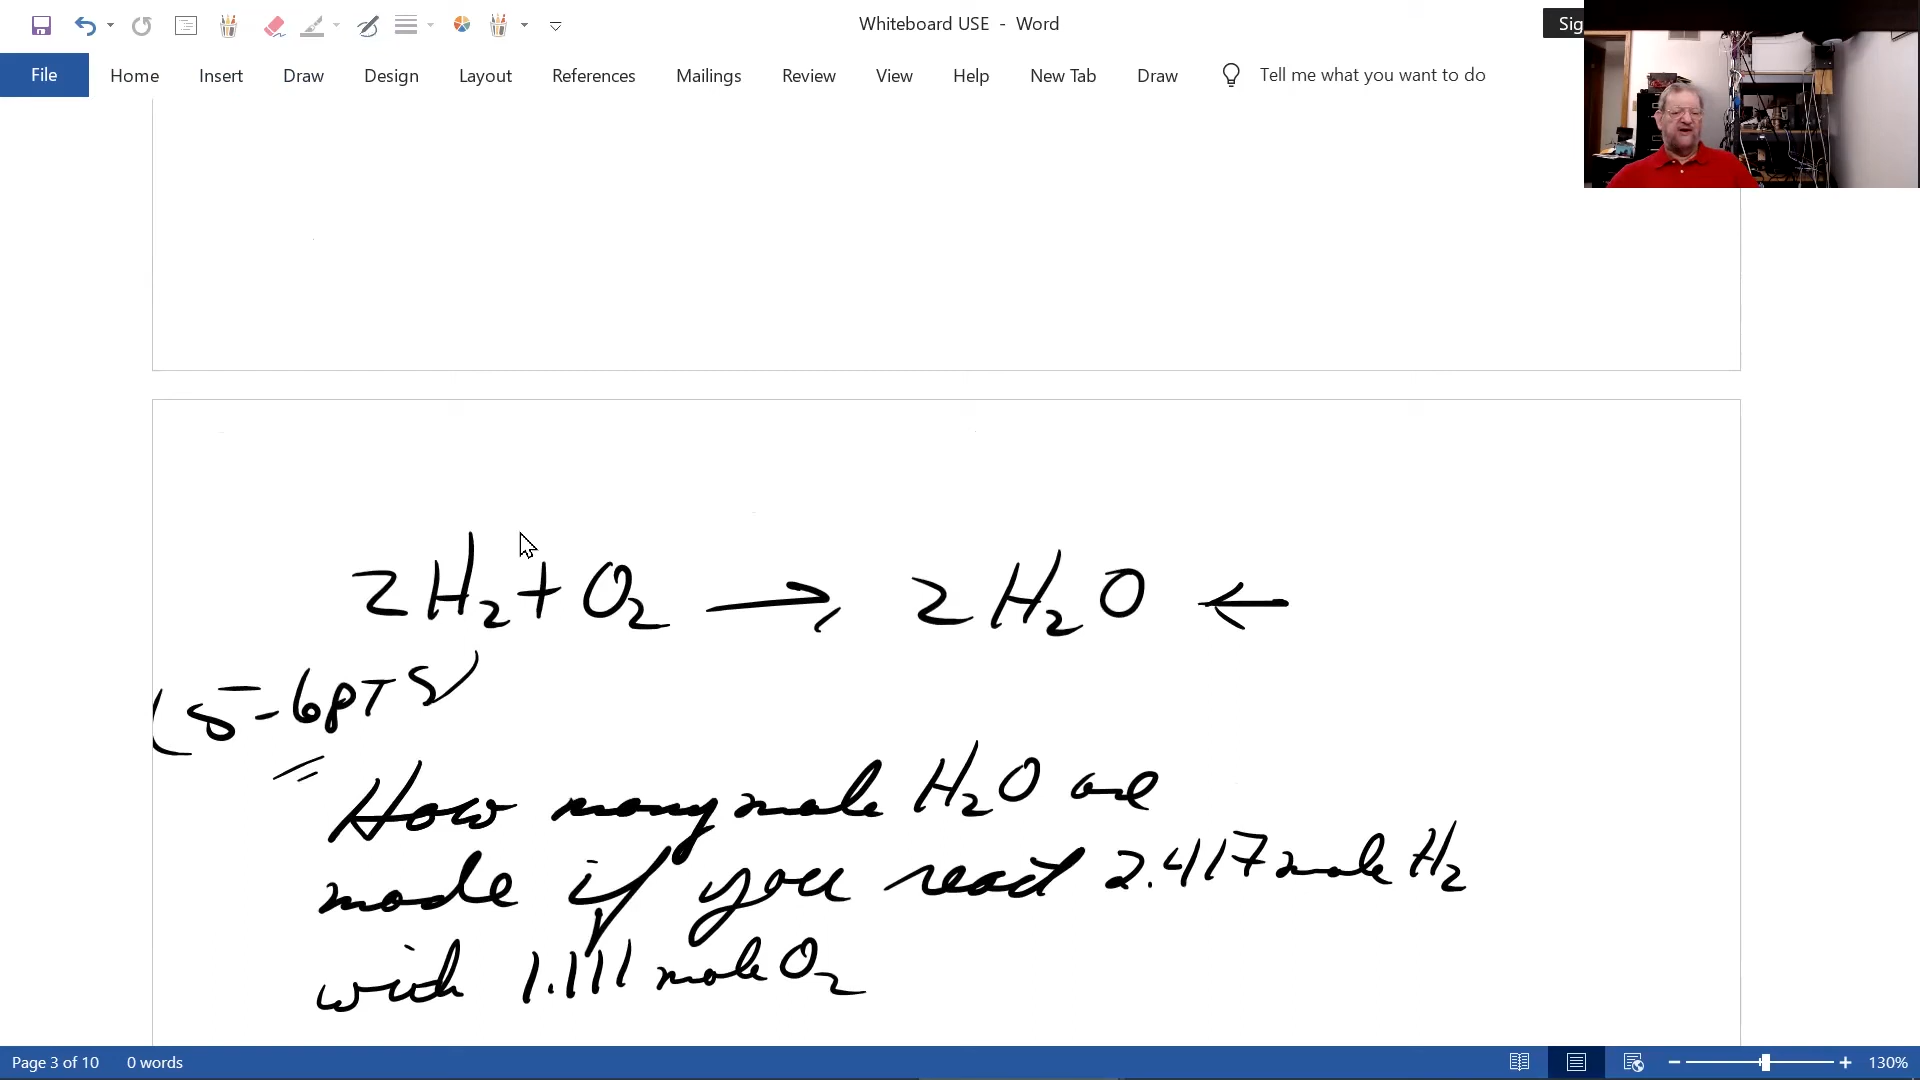 Whiteboard USE - Word
Sig
File Home Insert Draw Design Layout References Mailings Review View Help New Tab Draw Tell me what you want to do
2H₂ + O₂ → 2H₂O ←
(5-6PTS)
How many mole H₂O are
made if you react 2.417 mole H₂
with 1.111 mole O₂
Page 3 of 10 0 words 130%